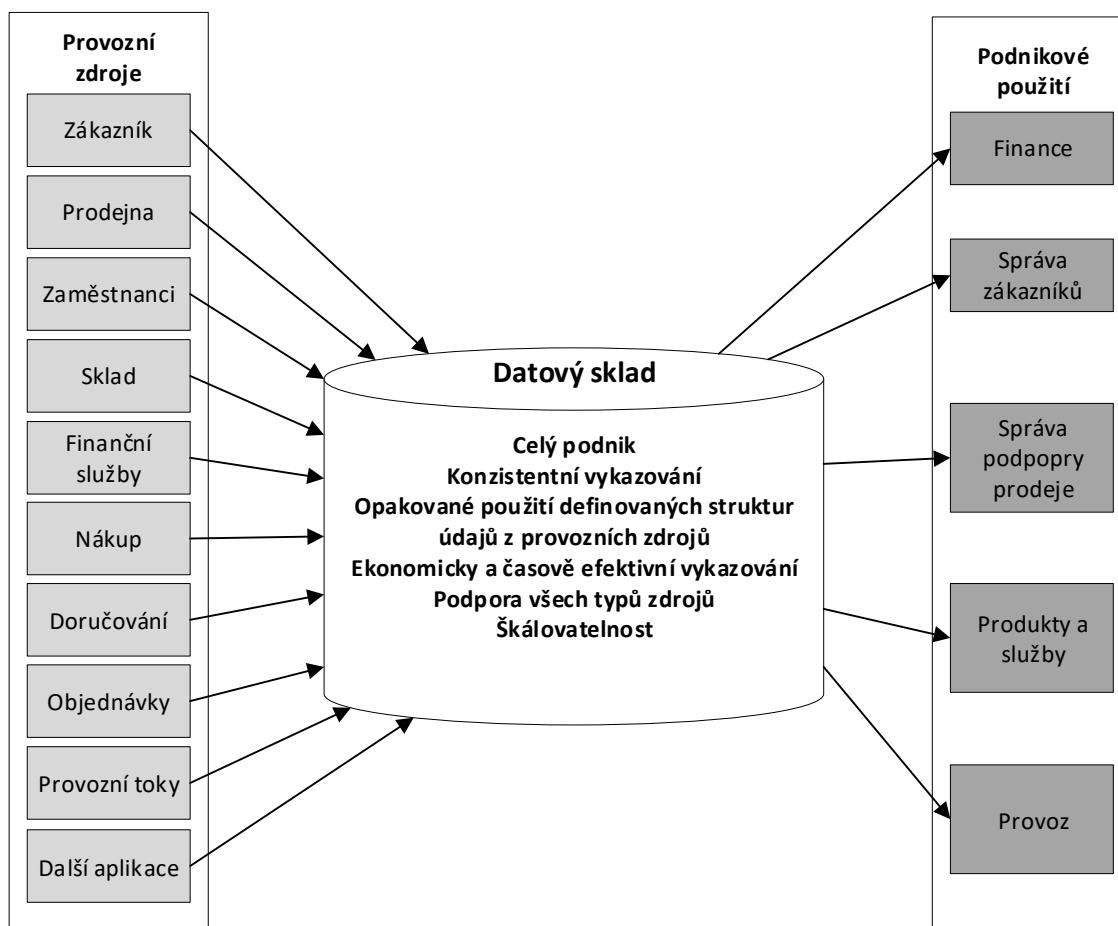 Provozní
zdroje
Zákazník
Prodejna
Zaměstnanci
Sklad
Finanční
služby
Nákup
Doručování
Objednávky
Provozní toky
Další aplikace
Datový sklad
Celý podnik
Konzistentní vykazování
Opakované použití definovaných struktur
údajů z provozních zdrojů
Ekonomicky a časově efektivní vykazování
Podpora všech typů zdrojů
Škálovatelnost
Podnikové
použití
Finance
Správa
zákazníků
Správa
podpopry
prodeje
Produkty a
služby
Provoz